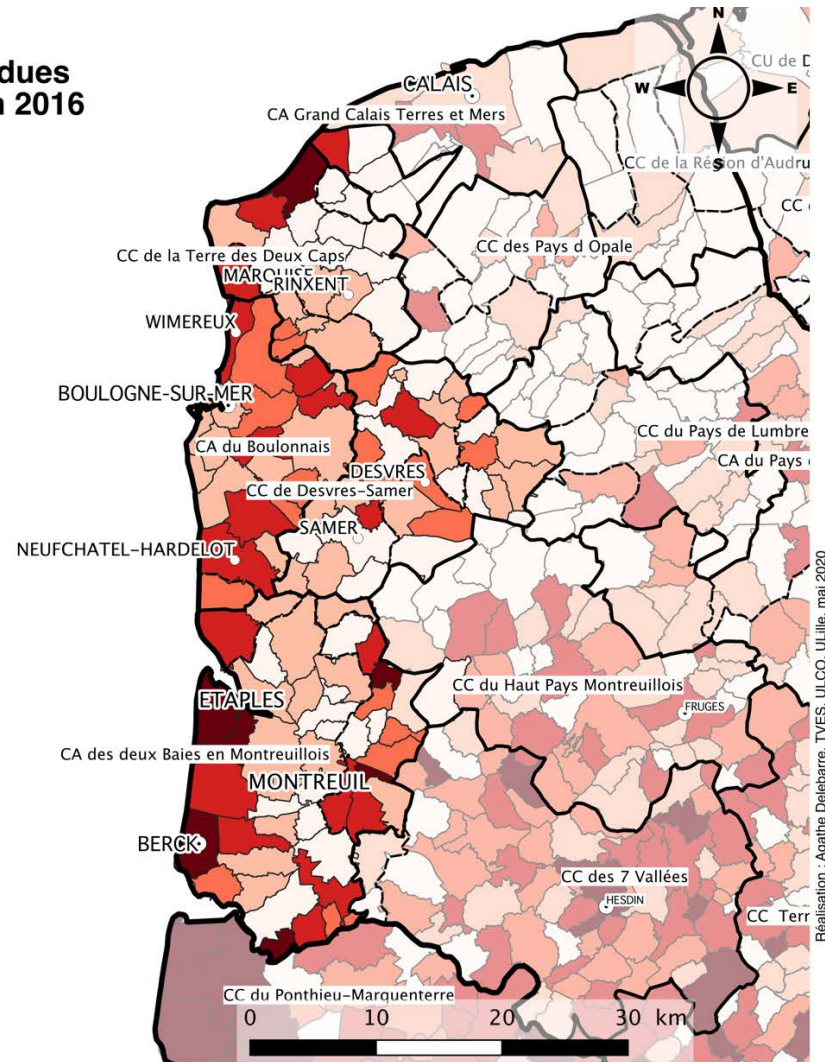 dues
2016
N
CU de D
CALAIS
W
E
CA Grand Calais Terres et Mers
S
CC de la Région d'Audru
CC
CC des Pays d Opale
CC de la Terre des Deux Caps
MARQUISE
RINXENT
WIMEREUX
BOULOGNE-SUR-MER
CC du Pays de Lumbre
CA du Boulonnais
CA du Pays
DESVRES
CC de Desvres-Samer
SAMER
NEUFCHATEL-HARDELOT
CC du Haut Pays Montreuillois
ETAPLES
FRUGES
CA des deux Baies en Montreuillois
MONTREUIL
BERCK
CC des 7 Vallées
HESDIN
CC Terr
CC du Ponthieu-Marquenterre
0 10 20 30 km
Réalisation : Agathe Delebarre, TVES, ULCO, ULille, mai 2020